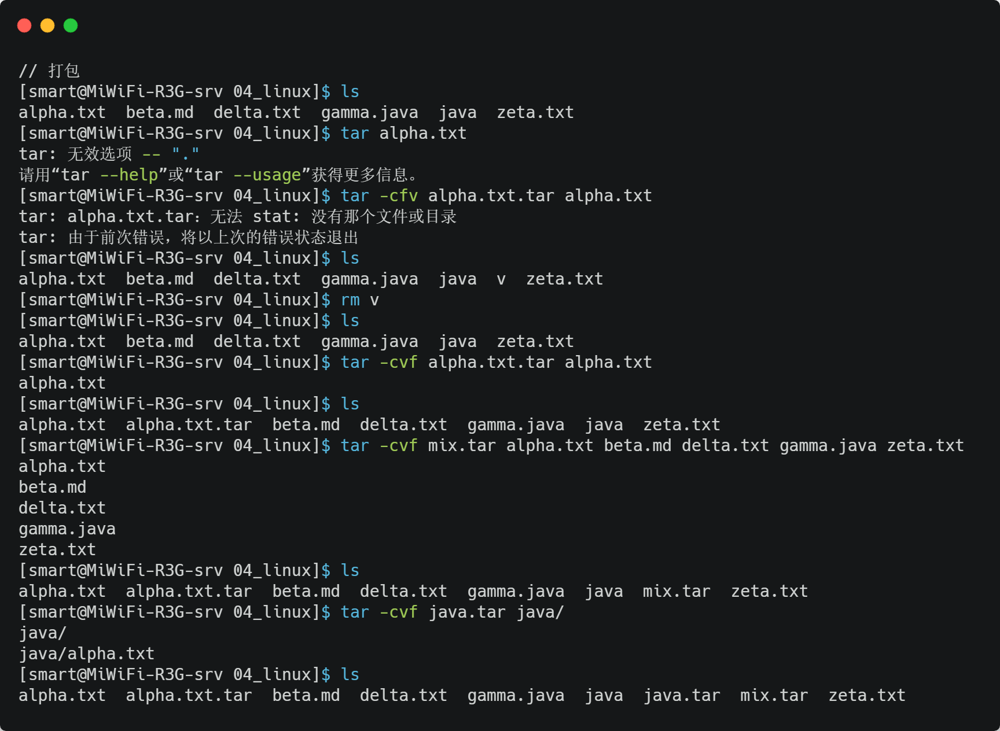 // 打包
[smart@MiWiFi-R3G-srv 04_linux]$ ls
alpha.txt  beta.md  delta.txt  gamma.java  java  zeta.txt
[smart@MiWiFi-R3G-srv 04_linux]$ tar alpha.txt
tar: 无效选项 -- "."
请用“tar --help”或“tar --usage”获得更多信息。
[smart@MiWiFi-R3G-srv 04_linux]$ tar -cfv alpha.txt.tar alpha.txt
tar: alpha.txt.tar：无法 stat: 没有那个文件或目录
tar: 由于前次错误，将以上次的错误状态退出
[smart@MiWiFi-R3G-srv 04_linux]$ ls
alpha.txt  beta.md  delta.txt  gamma.java  java  v  zeta.txt
[smart@MiWiFi-R3G-srv 04_linux]$ rm v
[smart@MiWiFi-R3G-srv 04_linux]$ ls
alpha.txt  beta.md  delta.txt  gamma.java  java  zeta.txt
[smart@MiWiFi-R3G-srv 04_linux]$ tar -cvf alpha.txt.tar alpha.txt
alpha.txt
[smart@MiWiFi-R3G-srv 04_linux]$ ls
alpha.txt  alpha.txt.tar  beta.md  delta.txt  gamma.java  java  zeta.txt
[smart@MiWiFi-R3G-srv 04_linux]$ tar -cvf mix.tar alpha.txt beta.md delta.txt gamma.java zeta.txt
alpha.txt
beta.md
delta.txt
gamma.java
zeta.txt
[smart@MiWiFi-R3G-srv 04_linux]$ ls
alpha.txt  alpha.txt.tar  beta.md  delta.txt  gamma.java  java  mix.tar  zeta.txt
[smart@MiWiFi-R3G-srv 04_linux]$ tar -cvf java.tar java/
java/
java/alpha.txt
[smart@MiWiFi-R3G-srv 04_linux]$ ls
alpha.txt  alpha.txt.tar  beta.md  delta.txt  gamma.java  java  java.tar  mix.tar  zeta.txt